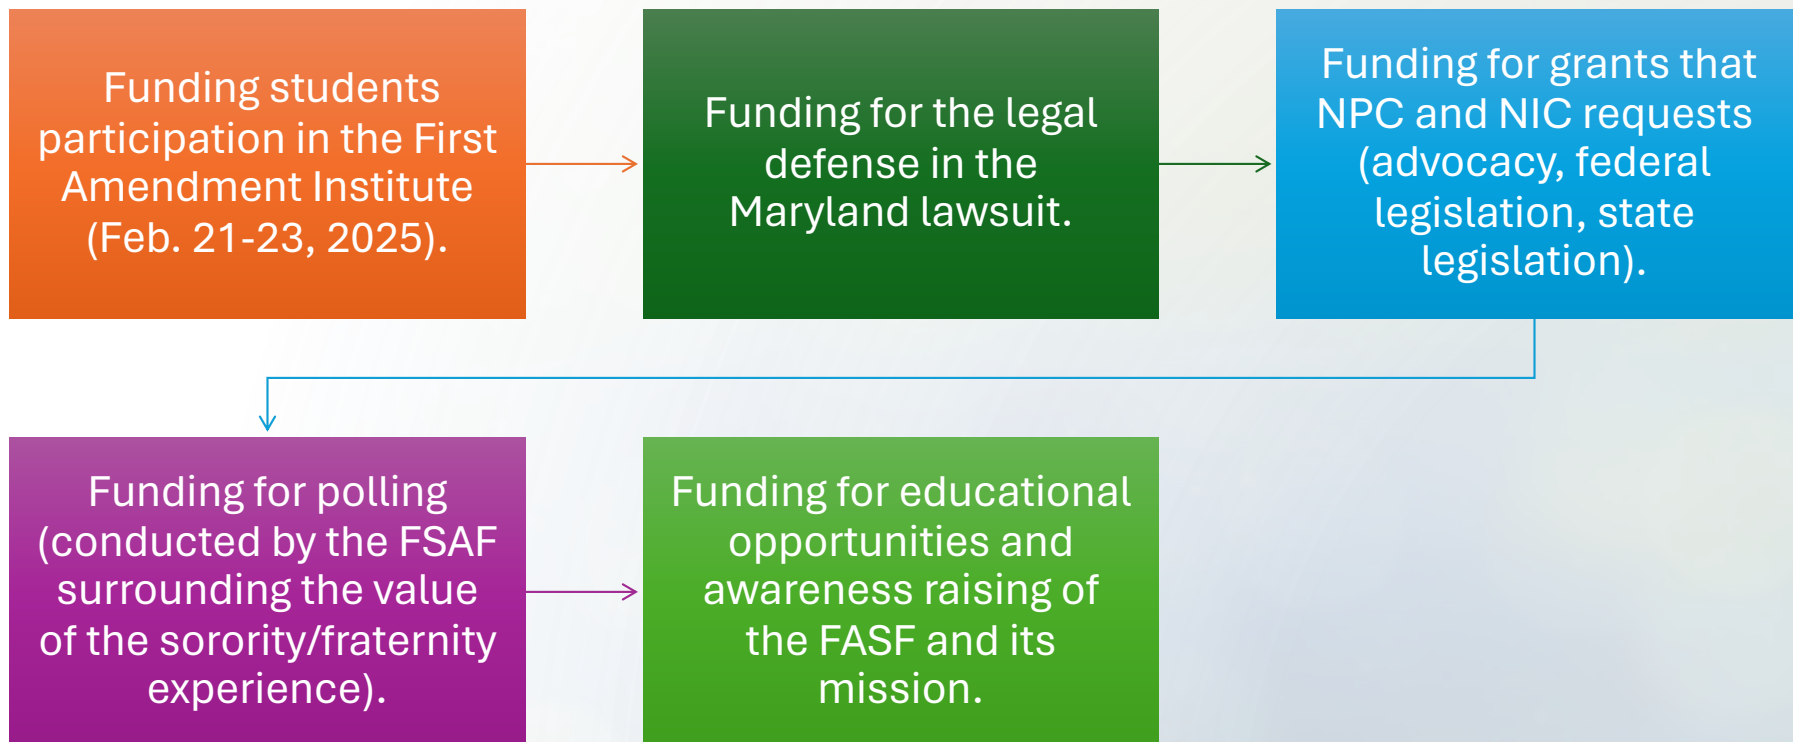 Funding students
participation in the First
Amendment Institute
(Feb. 21-23, 2025).
Funding for the legal
defense in the
Maryland lawsuit.
Funding for grants that
NPC and NIC requests
(advocacy, federal
legislation, state
legislation).
Funding for polling
(conducted by the FSAF
surrounding the value
of the sorority/fraternity
experience).
Funding for educational
opportunities and
awareness raising of
the FASF and its
mission.